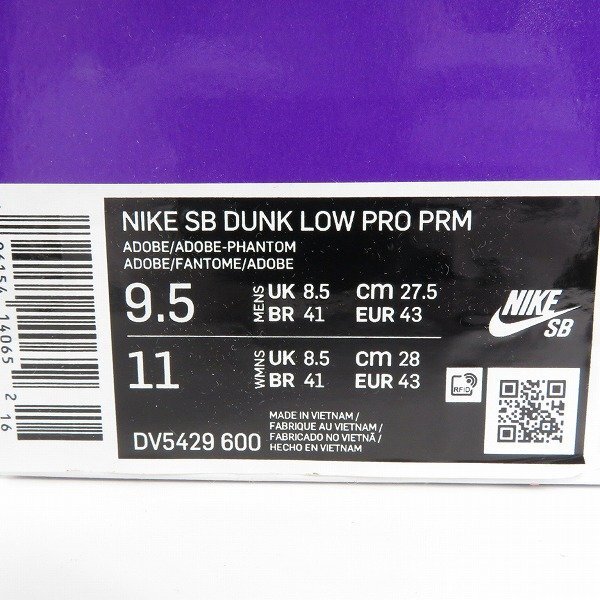 NIKE SB DUNK LOW PRO PRM
ADOBE/ADOBE-PHANTOM
ADOBE/FANTOME/ADOBE
9.5 MENS UK 8.5 cm 27.5
BR 41 EUR 43
11 WMNS UK 8.5 cm 28
BR 41 EUR 43
NIKE
SB
RFID
DV5429 600
MADE IN VIETNAM/
FABRIQUE AU VIETNAM/
FABRICADO NO VIETNÃ/
HECHO EN VIETNAM
14065 2 16